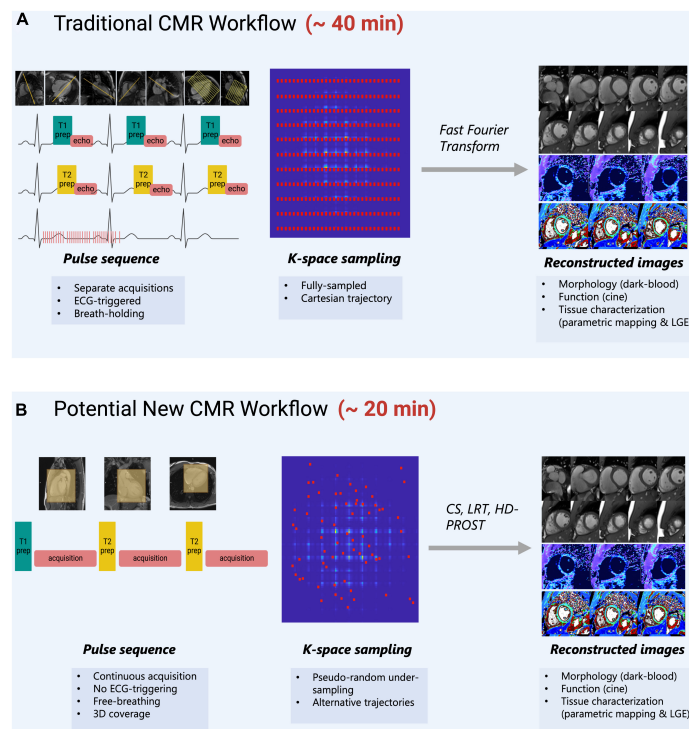 A Traditional CMR Workflow (~ 40 min)
T1 prep echo T1 prep echo T1 prep echo
T2 prep echo T2 prep echo T2 prep echo
Fast Fourier
Transform
Pulse sequence
K-space sampling
Reconstructed images
• Separate acquisitions
• ECG-triggered
• Breath-holding
• Fully-sampled
• Cartesian trajectory
• Morphology (dark-blood)
• Function (cine)
• Tissue characterization
(parametric mapping & LGE
B Potential New CMR Workflow (~ 20 min)
T1 prep acquisition T2 prep acquisition T2 prep acquisition
CS, LRT, HD-
PROST
Pulse sequence
K-space sampling
Reconstructed images
• Continuous acquisition
• No ECG-triggering
• Free-breathing
• 3D coverage
• Pseudo-random under-
sampling
• Alternative trajectories
• Morphology (dark-blood)
• Function (cine)
• Tissue characterization
(parametric mapping & LGE)